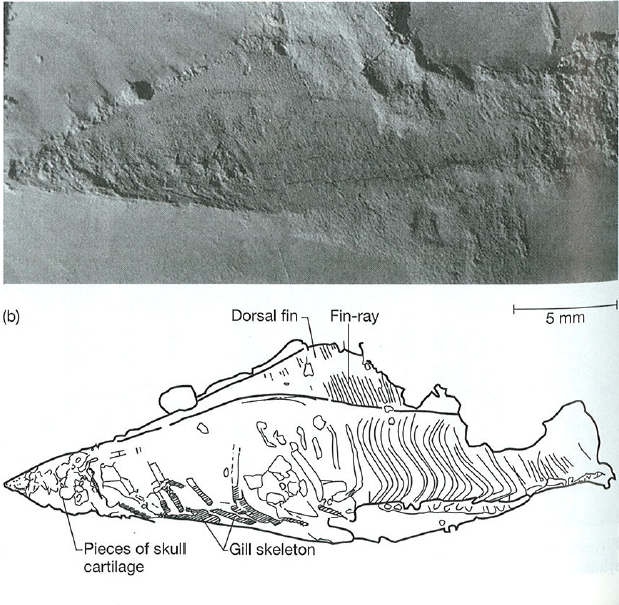 (b)
Dorsal fin
Fin-ray
5 mm
Pieces of skull
cartilage
Gill skeleton